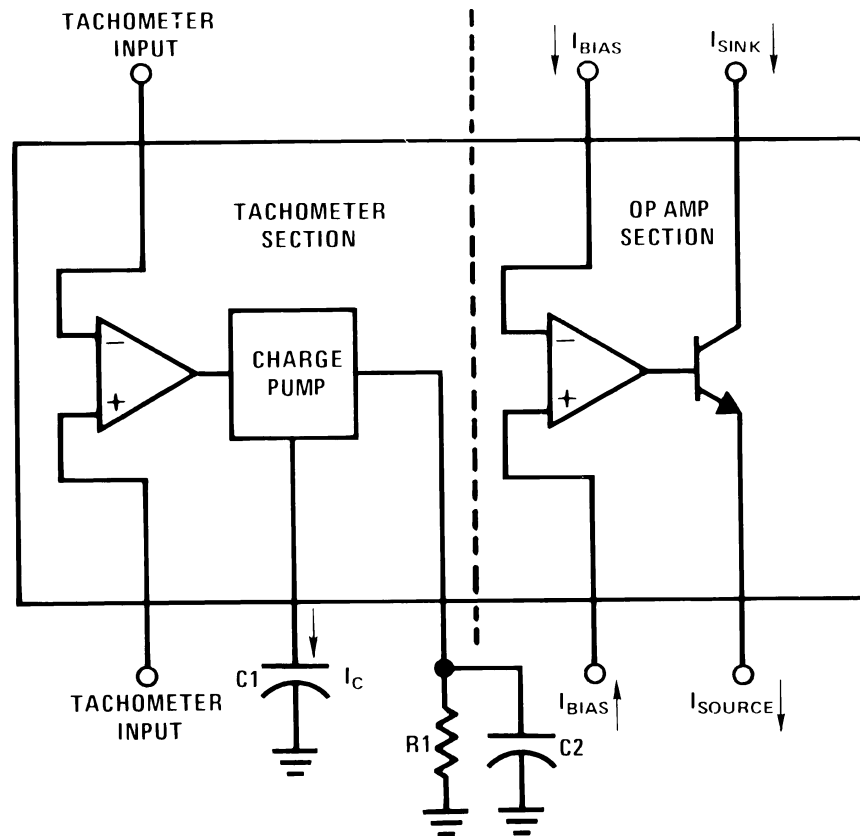 TACHOMETER
INPUT
I_BIAS
I_SINK
TACHOMETER
SECTION
OP AMP
SECTION
−
+
CHARGE
PUMP
−
+
C1
I_C
TACHOMETER
INPUT
R1
C2
I_BIAS
I_SOURCE